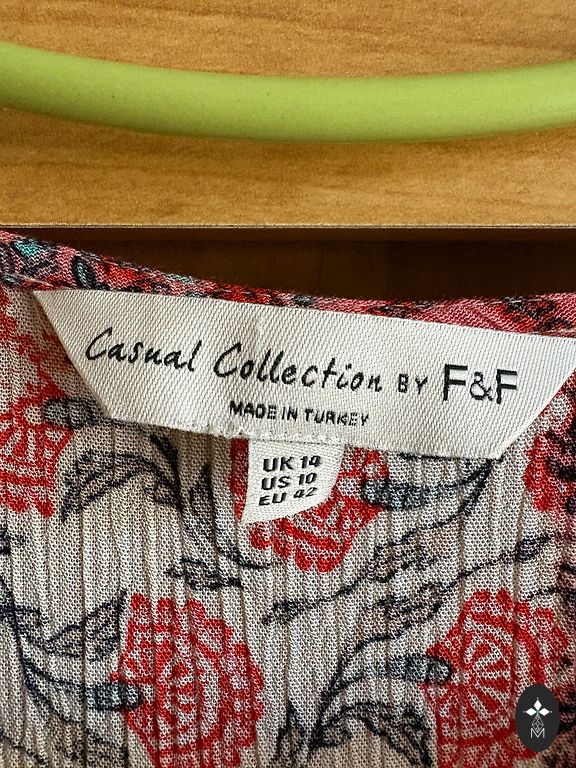 Casual Collection BY F&F
MADE IN TURKEY
UK 14
US 10
EU 42
M